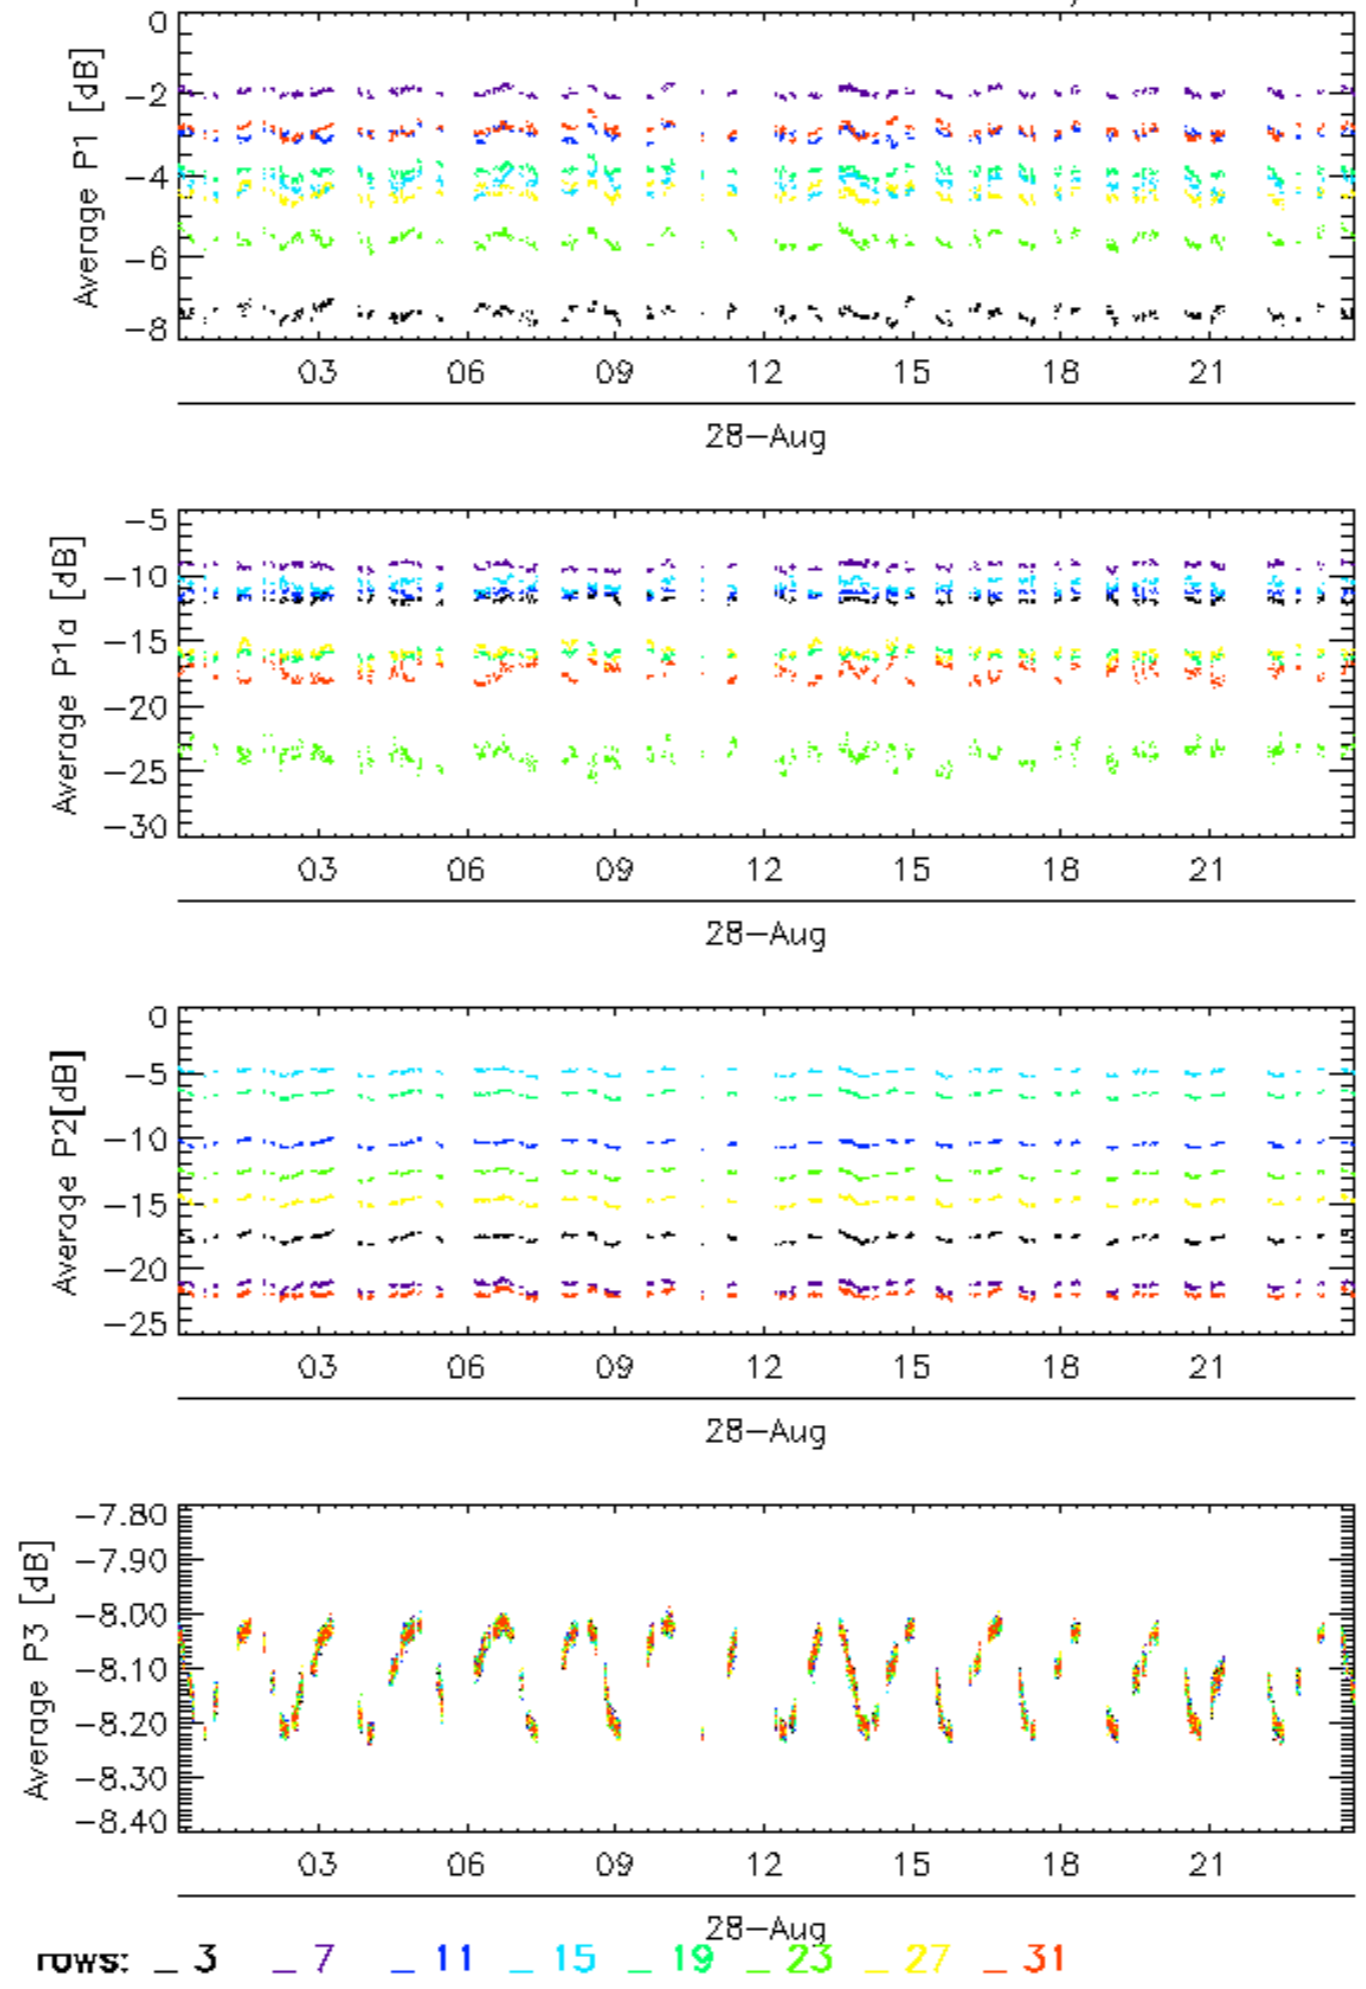 0
−2
−4
−6
−8
Average P1 [dB]
03 06 09 12 15 18 21
28−Aug
−5
−10
−15
−20
−25
−30
Average P1a [dB]
03 06 09 12 15 18 21
28−Aug
0
−5
−10
−15
−20
−25
Average P2[dB]
03 06 09 12 15 18 21
28−Aug
−7.80
−7.90
−8.00
−8.10
−8.20
−8.30
−8.40
Average P3 [dB]
03 06 09 12 15 18 21
28−Aug
rows: _ 3 _ 7 _ 11 _ 15 _ 19 _ 23 _ 27 _ 31